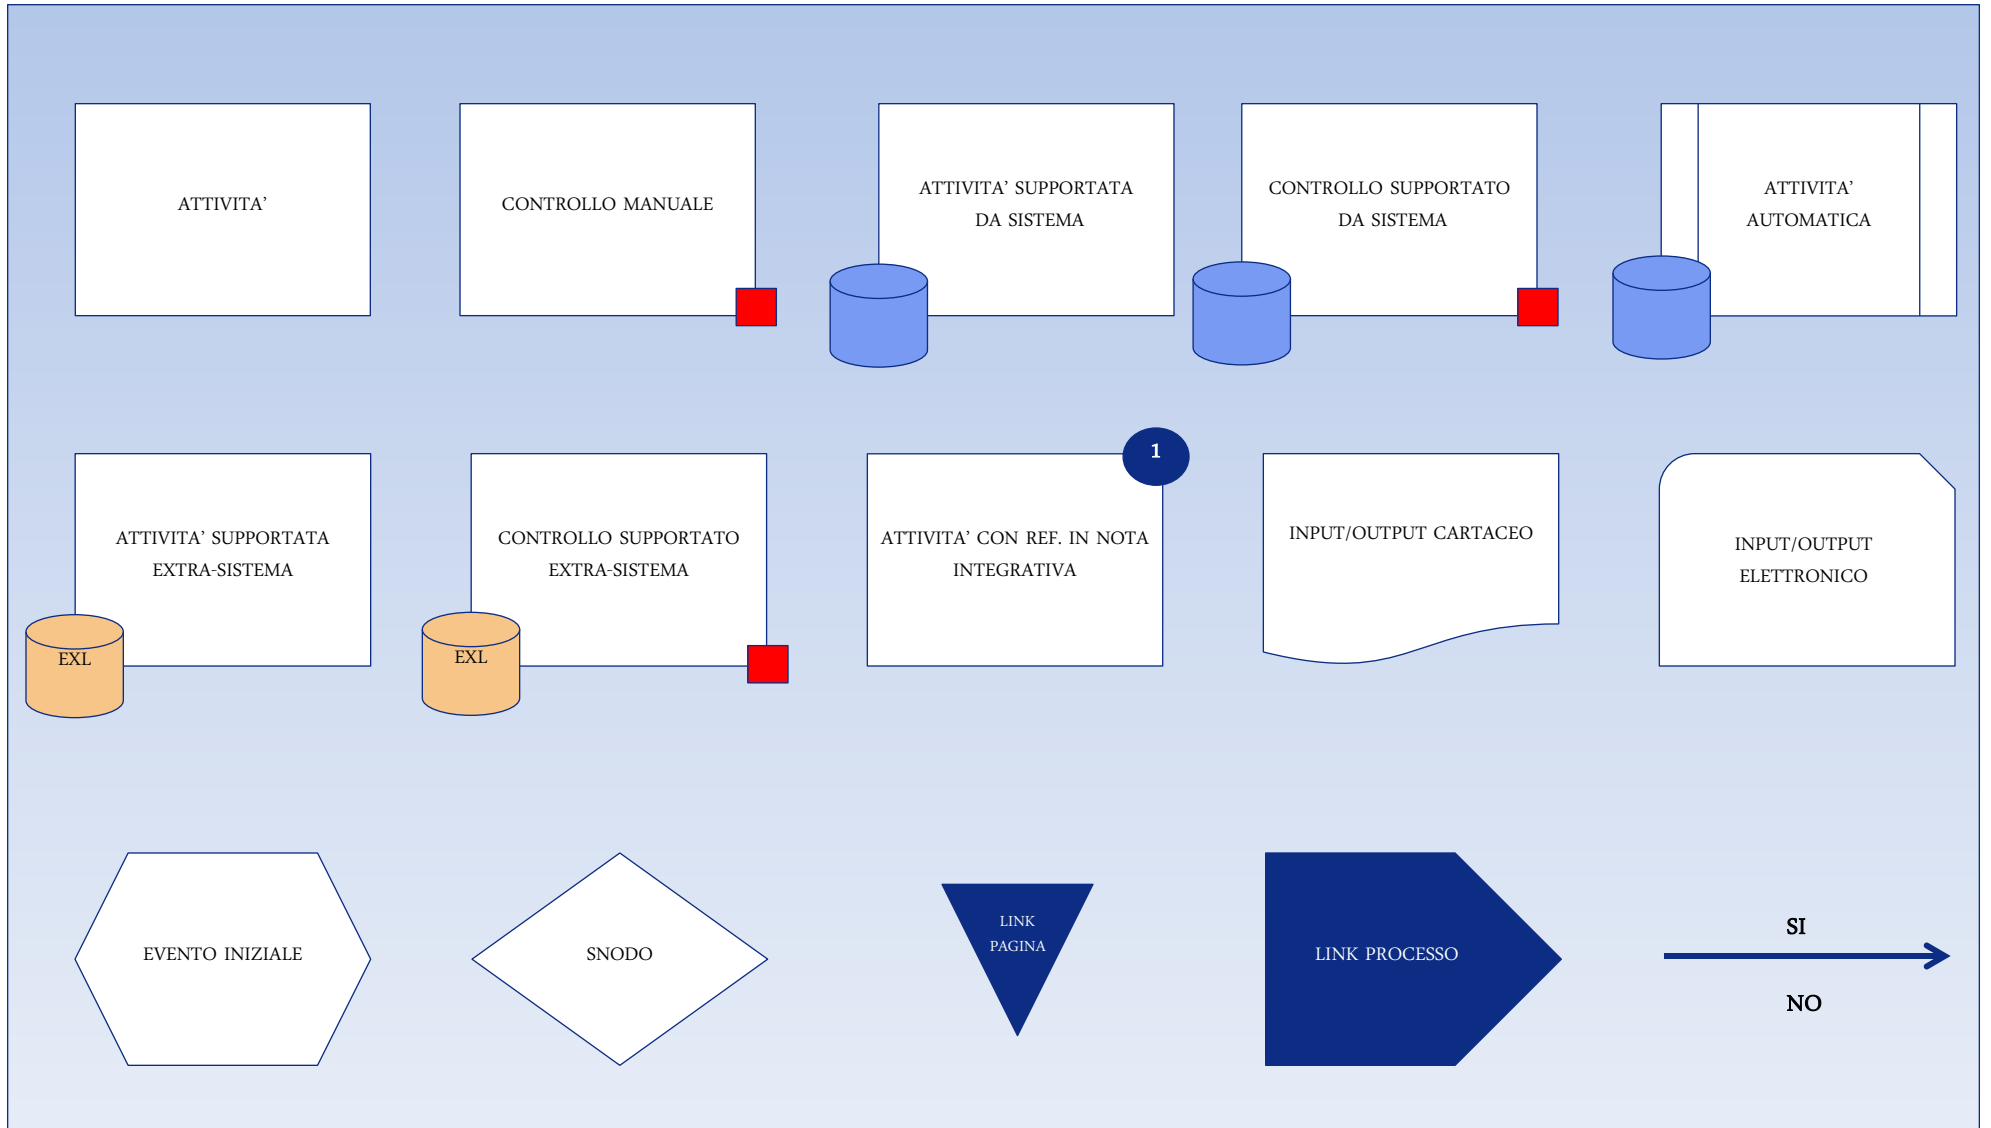 ATTIVITA’
CONTROLLO MANUALE
ATTIVITA’ SUPPORTATA
DA SISTEMA
CONTROLLO SUPPORTATO
DA SISTEMA
ATTIVITA’
AUTOMATICA
ATTIVITA’ SUPPORTATA
EXTRA-SISTEMA
EXL
CONTROLLO SUPPORTATO
EXTRA-SISTEMA
EXL
1
ATTIVITA’ CON REF. IN NOTA
INTEGRATIVA
INPUT/OUTPUT CARTACEO
INPUT/OUTPUT
ELETTRONICO
EVENTO INIZIALE
SNODO
LINK
PAGINA
LINK PROCESSO
SI
NO